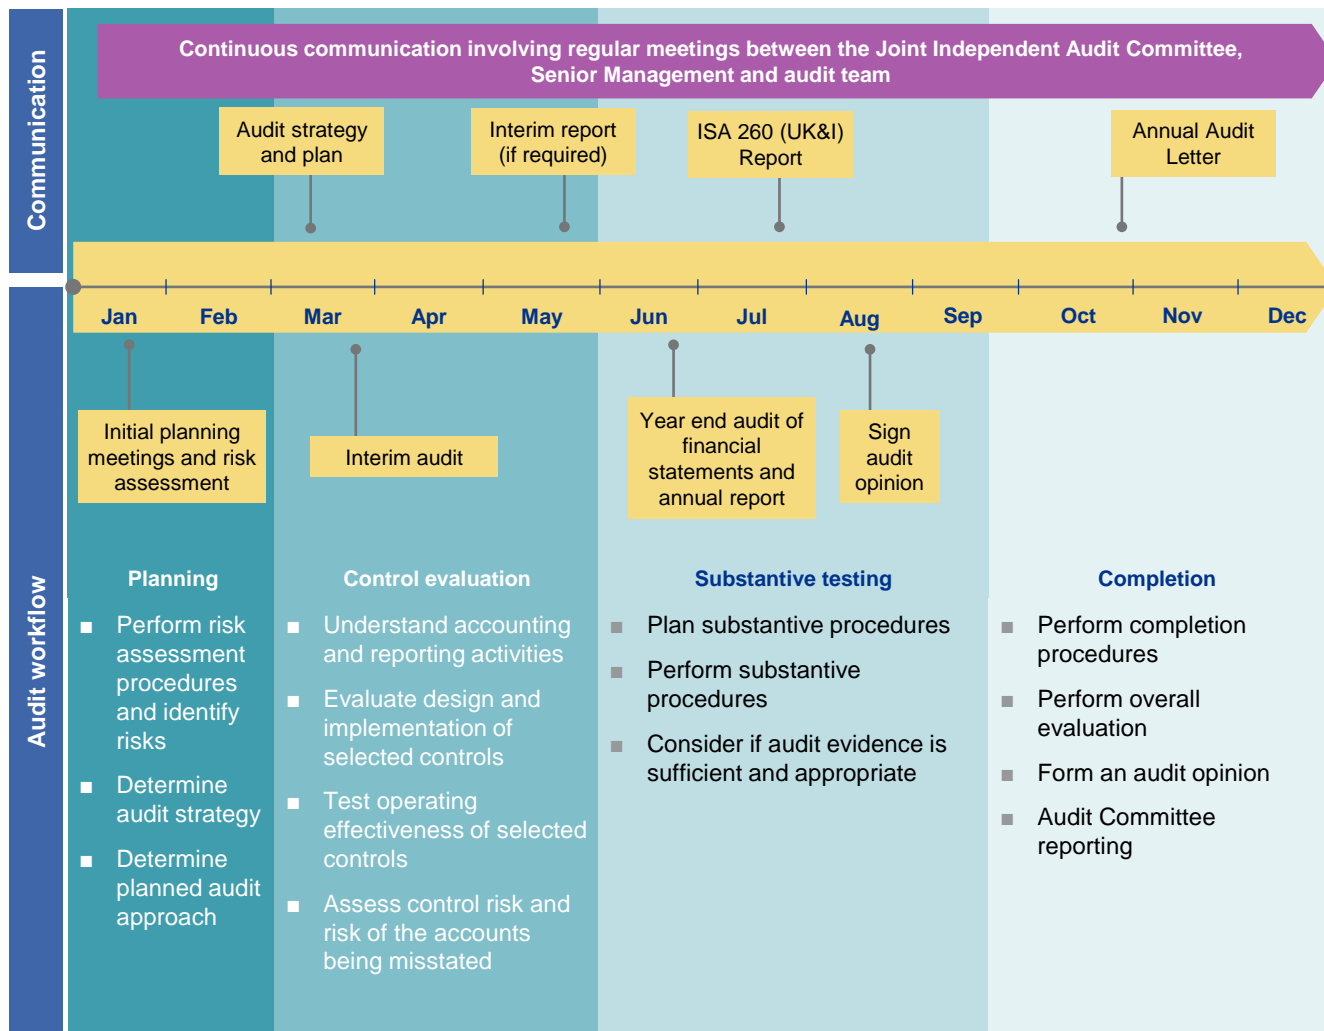 Communication
Continuous communication involving regular meetings between the Joint Independent Audit Committee,
Senior Management and audit team
Audit strategy
and plan
Interim report
(if required)
ISA 260 (UK&I)
Report
Annual Audit
Letter
Jan Feb Mar Apr May Jun Jul Aug Sep Oct Nov Dec
Audit workflow
Initial planning
meetings and risk
assessment
Interim audit
Year end audit of
financial
statements and
annual report
Sign
audit
opinion
Planning
■ Perform risk
assessment
procedures
and identify
risks
■ Determine
audit strategy
■ Determine
planned audit
approach
Control evaluation
■ Understand accounting
and reporting activities
■ Evaluate design and
implementation of
selected controls
■ Test operating
effectiveness of selected
controls
■ Assess control risk and
risk of the accounts
being misstated
Substantive testing
■ Plan substantive procedures
■ Perform substantive
procedures
■ Consider if audit evidence is
sufficient and appropriate
Completion
■ Perform completion
procedures
■ Perform overall
evaluation
■ Form an audit opinion
■ Audit Committee
reporting